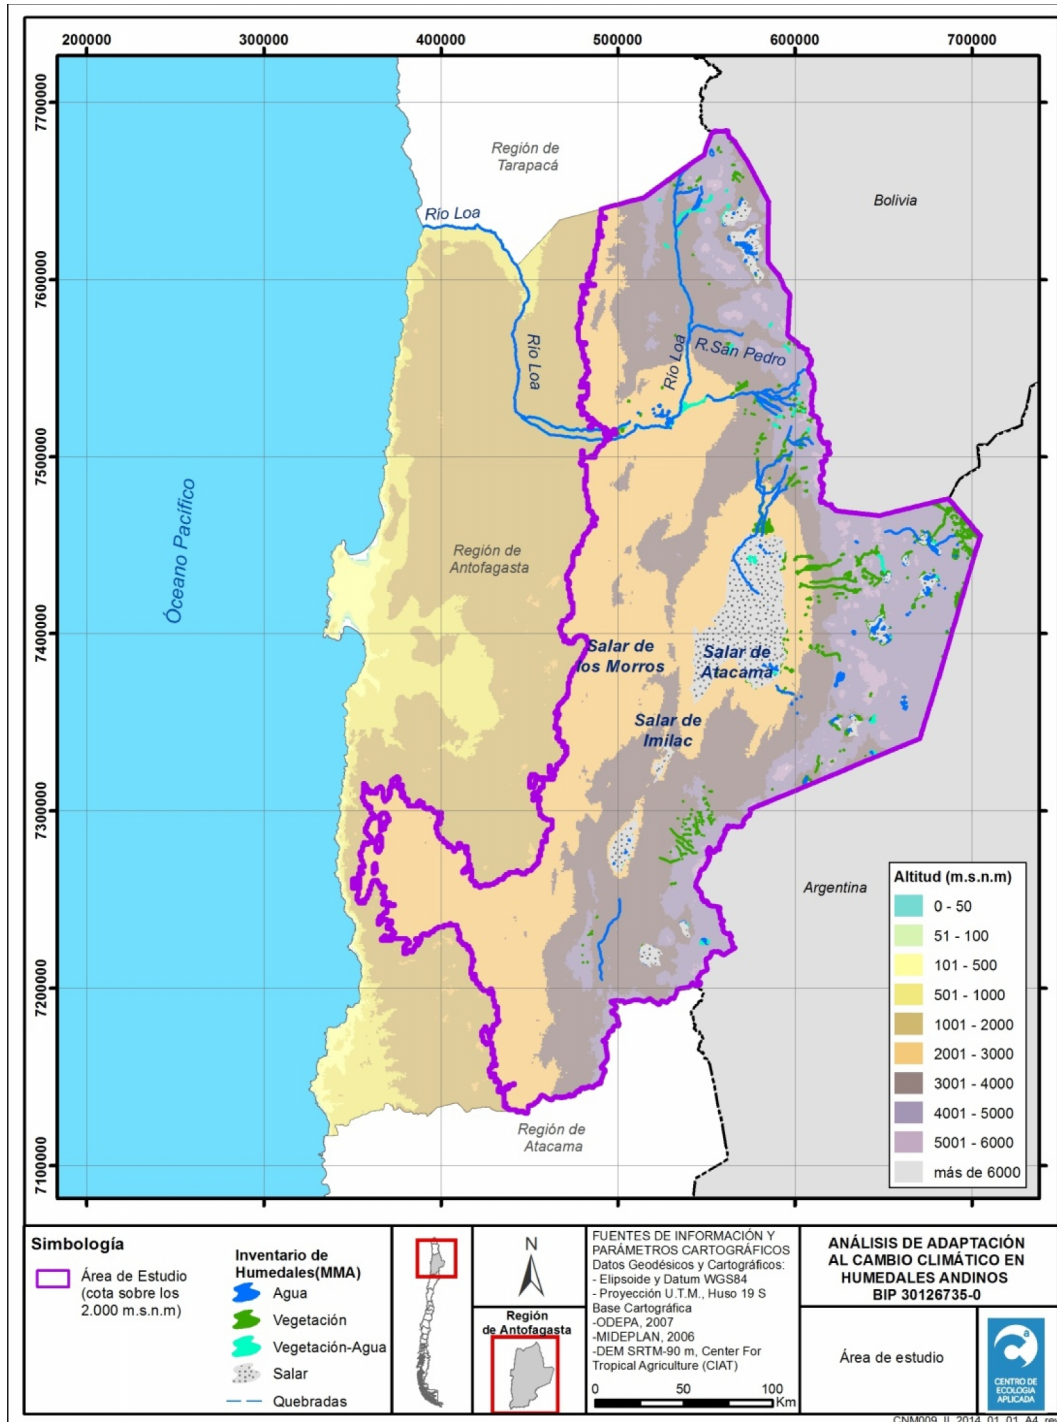 200000
300000
400000
500000
600000
700000
7700000
7600000
7500000
7400000
7300000
7200000
7100000
Región de
Tarapacá
Bolivia
Río Loa
Río Loa
Río Loa
R.San Pedro
Óceano Pacífico
Región de
Antofagasta
Salar de
los Morros
Salar de
Atacama
Salar de
Imilac
Argentina
Región de
Atacama
Altitud (m.s.n.m)
0 - 50
51 - 100
101 - 500
501 - 1000
1001 - 2000
2001 - 3000
3001 - 4000
4001 - 5000
5001 - 6000
más de 6000
Simbología
Área de Estudio
(cota sobre los
2.000 m.s.n.m)
Inventario de
Humedales(MMA)
Agua
Vegetación
Vegetación-Agua
Salar
Quebradas
N
Región
de Antofagasta
FUENTES DE INFORMACIÓN Y
PARÁMETROS CARTOGRÁFICOS
Datos Geodésicos y Cartográficos:
- Elipsoide y Datum WGS84
- Proyección U.T.M., Huso 19 S
Base Cartográfica
-ODEPA, 2007
-MIDEPLAN, 2006
-DEM SRTM-90 m, Center For
Tropical Agriculture (CIAT)
0 50 100
Km
ANÁLISIS DE ADAPTACIÓN
AL CAMBIO CLIMÁTICO EN
HUMEDALES ANDINOS
BIP 30126735-0
Área de estudio
a
CENTRO DE
ECOLOGIA
APLICADA